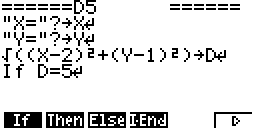 ======D5 ======
"X="?→X↵
"Y="?→Y↵
√((X-2)²+(Y-1)²)→D↵
If D=5↵
If Then Else I·End ▷